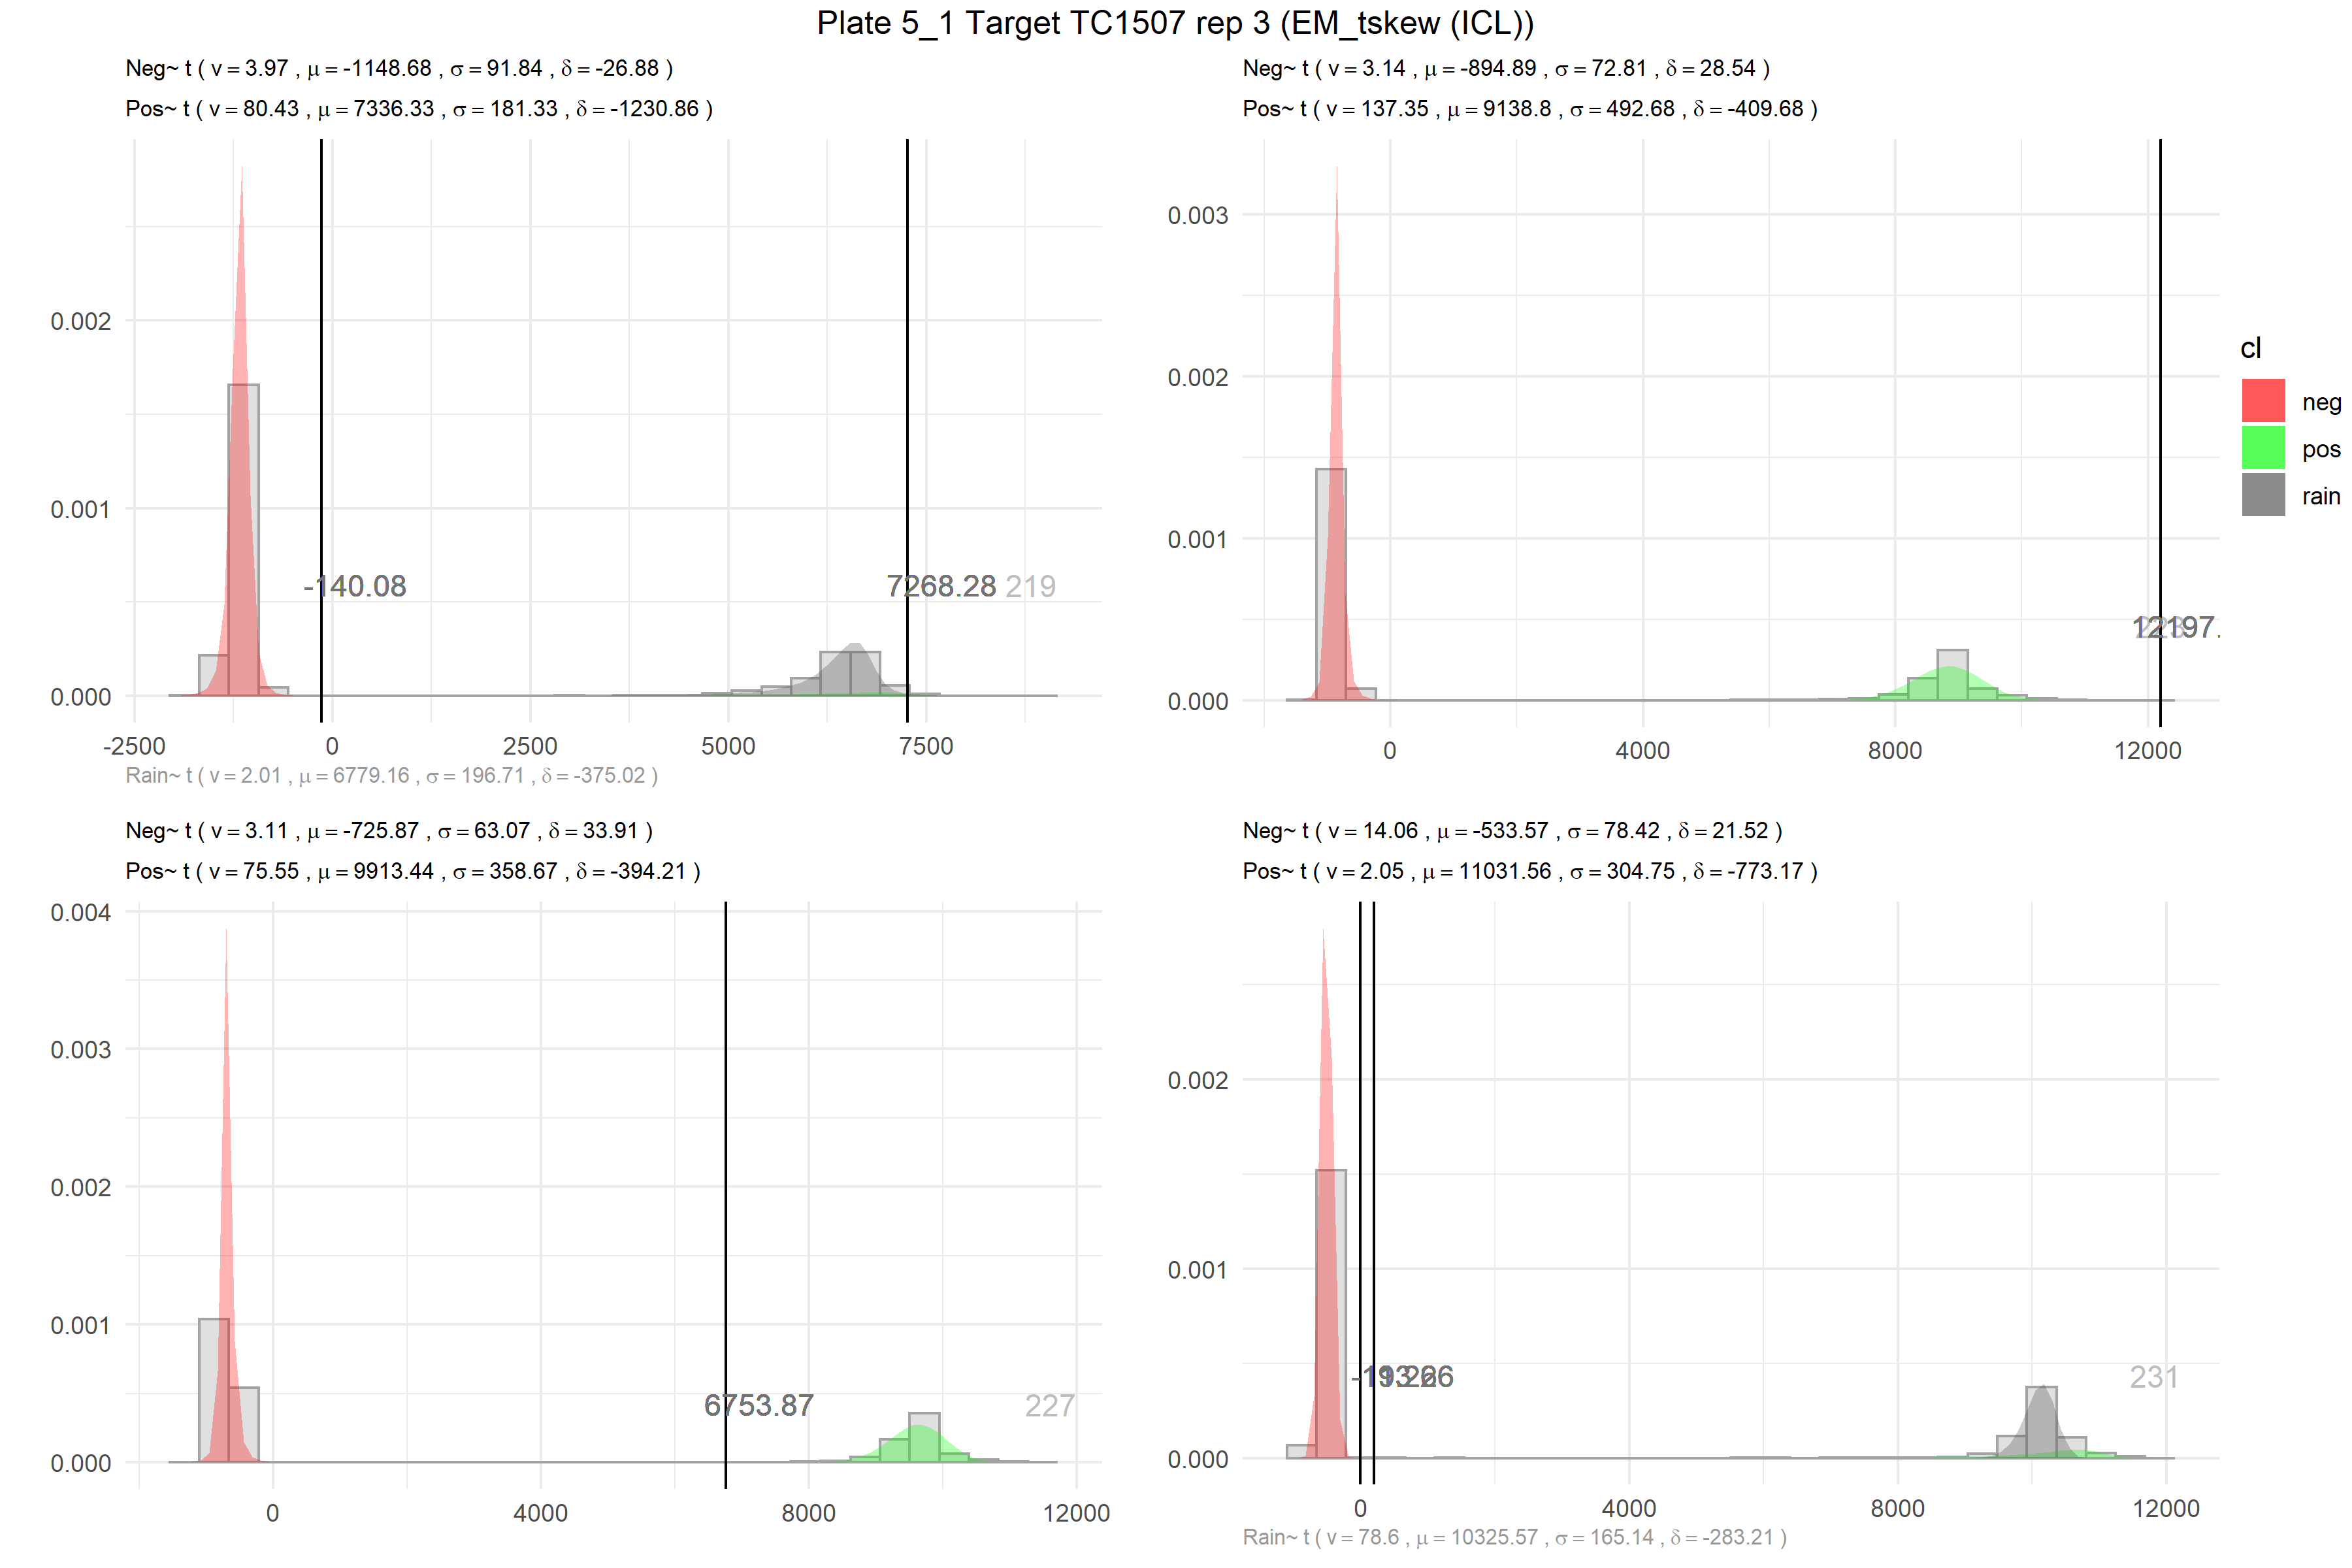 Plate 5_1 Target TC1507 rep 3 (EM_tskew (ICL))
Neg~ t ( ν = 3.97 , μ = -1148.68 , σ = 91.84 , δ = -26.88 )
Pos~ t ( ν = 80.43 , μ = 7336.33 , σ = 181.33 , δ = -1230.86 )
0.002
0.001
0.000
-140.08
7268.28
219
-2500
0
2500
5000
7500
Rain~ t ( ν = 2.01 , μ = 6779.16 , σ = 196.71 , δ = -375.02 )
Neg~ t ( ν = 3.14 , μ = -894.89 , σ = 72.81 , δ = 28.54 )
Pos~ t ( ν = 137.35 , μ = 9138.8 , σ = 492.68 , δ = -409.68 )
0.003
0.002
0.001
0.000
12197.
0
4000
8000
12000
cl
neg
pos
rain
Neg~ t ( ν = 3.11 , μ = -725.87 , σ = 63.07 , δ = 33.91 )
Pos~ t ( ν = 75.55 , μ = 9913.44 , σ = 358.67 , δ = -394.21 )
0.004
0.003
0.002
0.001
0.000
6753.87
227
0
4000
8000
12000
Neg~ t ( ν = 14.06 , μ = -533.57 , σ = 78.42 , δ = 21.52 )
Pos~ t ( ν = 2.05 , μ = 11031.56 , σ = 304.75 , δ = -773.17 )
0.002
0.001
0.000
231
0
4000
8000
12000
Rain~ t ( ν = 78.6 , μ = 10325.57 , σ = 165.14 , δ = -283.21 )